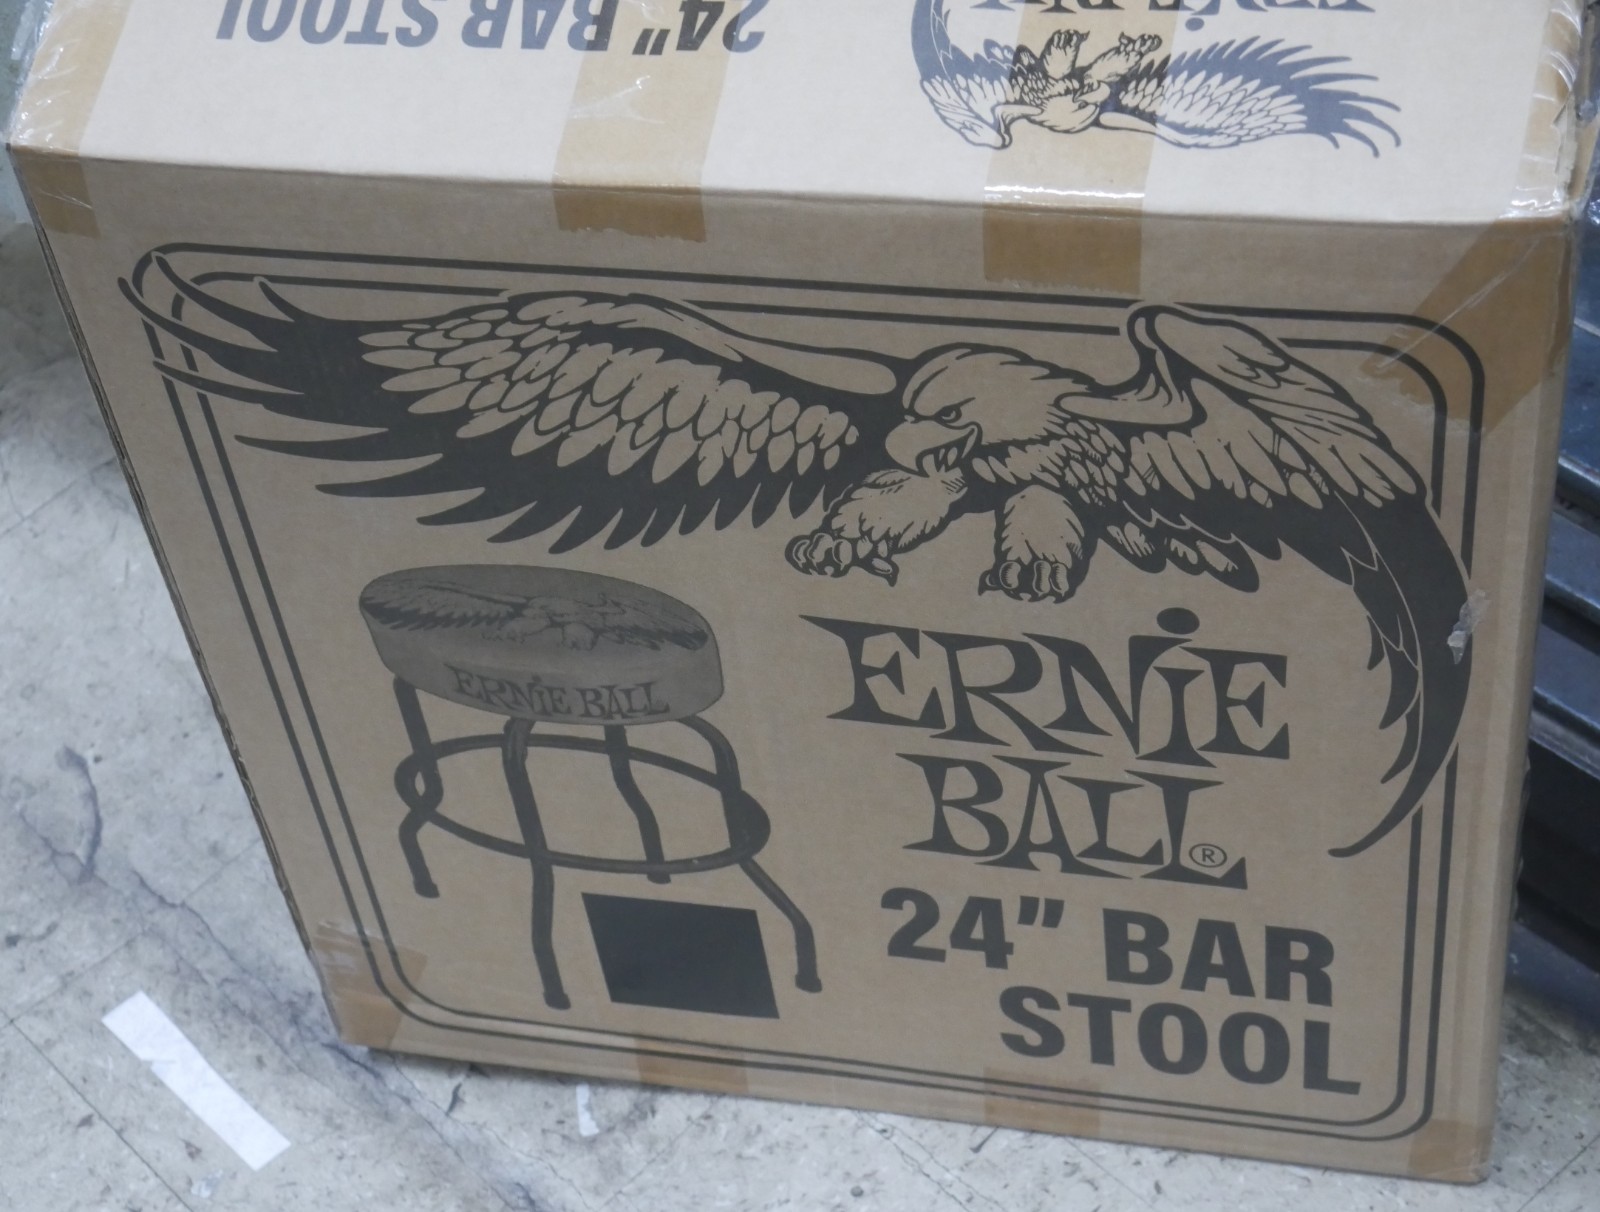 24" BAR STOOL
ERNiE BALL
ERNiE
BALL®
24" BAR
STOOL